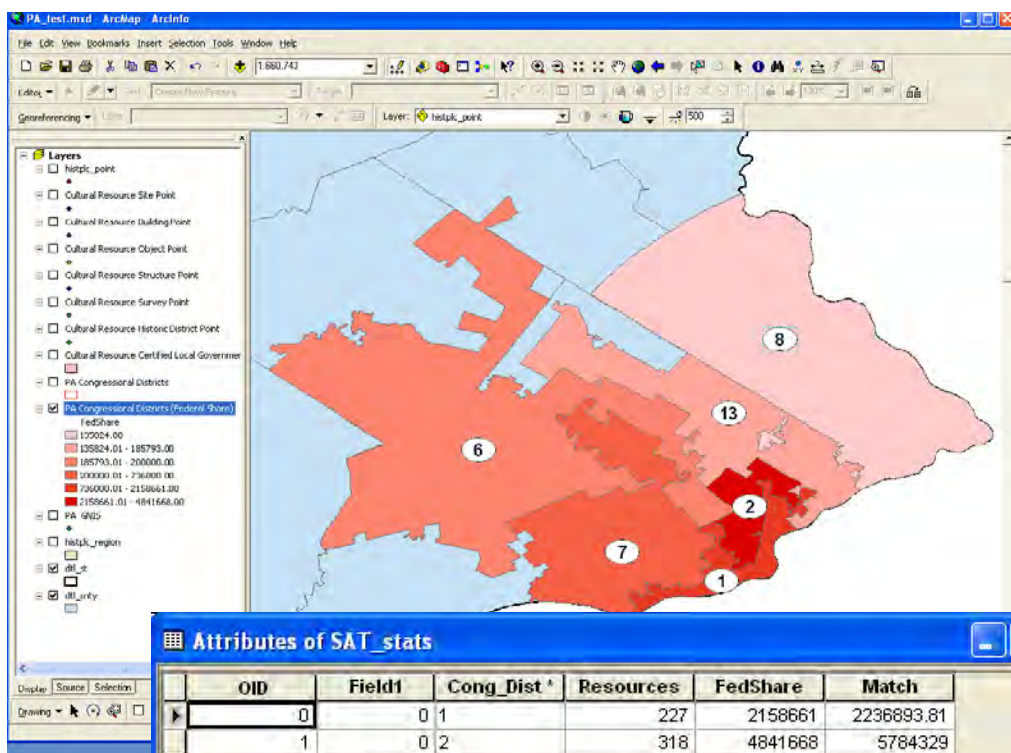 PA_test.mxd - ArcMap - ArcInfo
File Edit View Bookmarks Insert Selection Tools Window Help
1:660,743
Editor
Georeferencing Layer: histplc_point 500
Layers
histplc_point
Cultural Resource Site Point
Cultural Resource Building Point
Cultural Resource Object Point
Cultural Resource Structure Point
Cultural Resource Survey Point
Cultural Resource Historic District Point
Cultural Resource Certified Local Governmer
PA Congressional Districts
PA Congressional Districts (Federal Share)
FedShare
135824.01 - 185793.00
185793.01 - 200000.00
200000.01 - 736000.00
736000.01 - 2158661.00
2158661.01 - 4841668.00
PA GNIS
histplc_region
dtl_st
dtl_cnty
Display Source Selection
Drawing
8
13
6
2
7
1
Attributes of SAT_stats
OID Field1 Cong_Dist * Resources FedShare Match
0 0 1 227 2158661 2236893.81
1 0 2 318 4841668 5784329